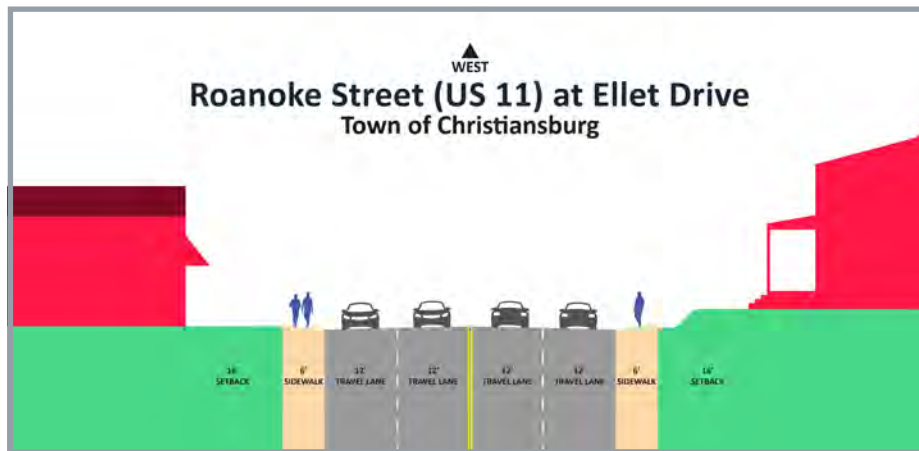 WEST
Roanoke Street (US 11) at Ellet Drive
Town of Christiansburg
16'
SETBACK
6'
SIDEWALK
12'
TRAVEL LANE
12'
TRAVEL LANE
12'
TRAVEL LANE
12'
TRAVEL LANE
6'
SIDEWALK
16'
SETBACK